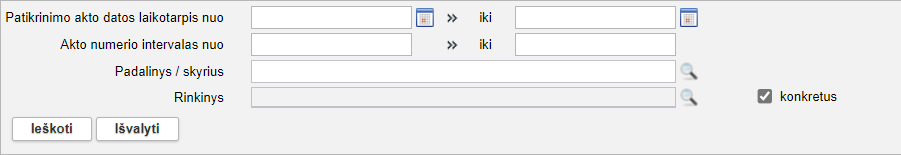 Patikrinimo akto datos laikotarpis nuo » iki
Akto numerio intervalas nuo » iki
Padalinys / skyrius
Rinkinys konkretus
Ieškoti Išvalyti